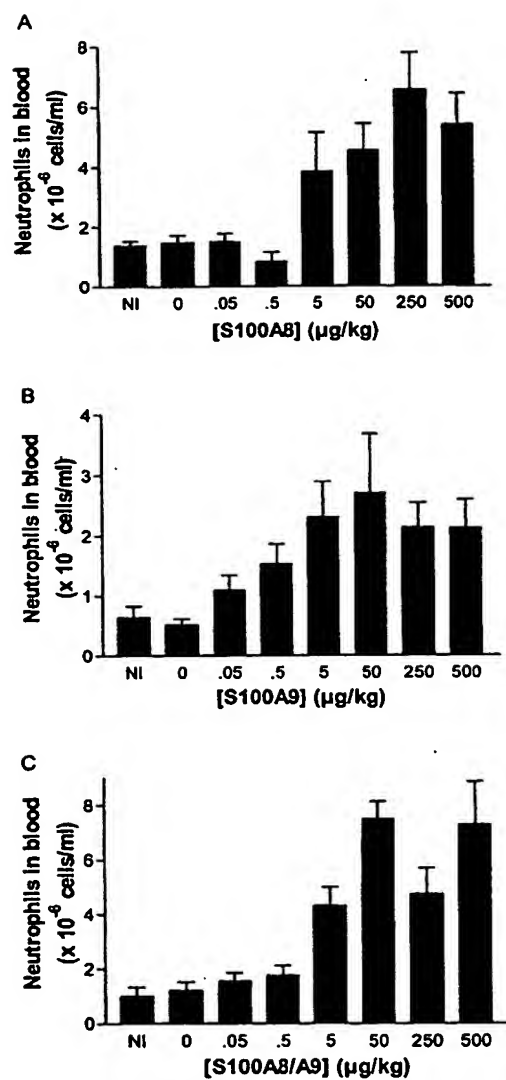 A
Neutrophils in blood
(x 10⁻⁶ cells/ml)
8
6
4
2
0
NI 0 .05 .5 5 50 250 500
[S100A8] (µg/kg)
B
Neutrophils in blood
(x 10⁻⁶ cells/ml)
4
3
2
1
0
NI 0 .05 .5 5 50 250 500
[S100A9] (µg/kg)
C
Neutrophils in blood
(x 10⁻⁶ cells/ml)
8
6
4
2
0
NI 0 .05 .5 5 50 250 500
[S100A8/A9] (µg/kg)